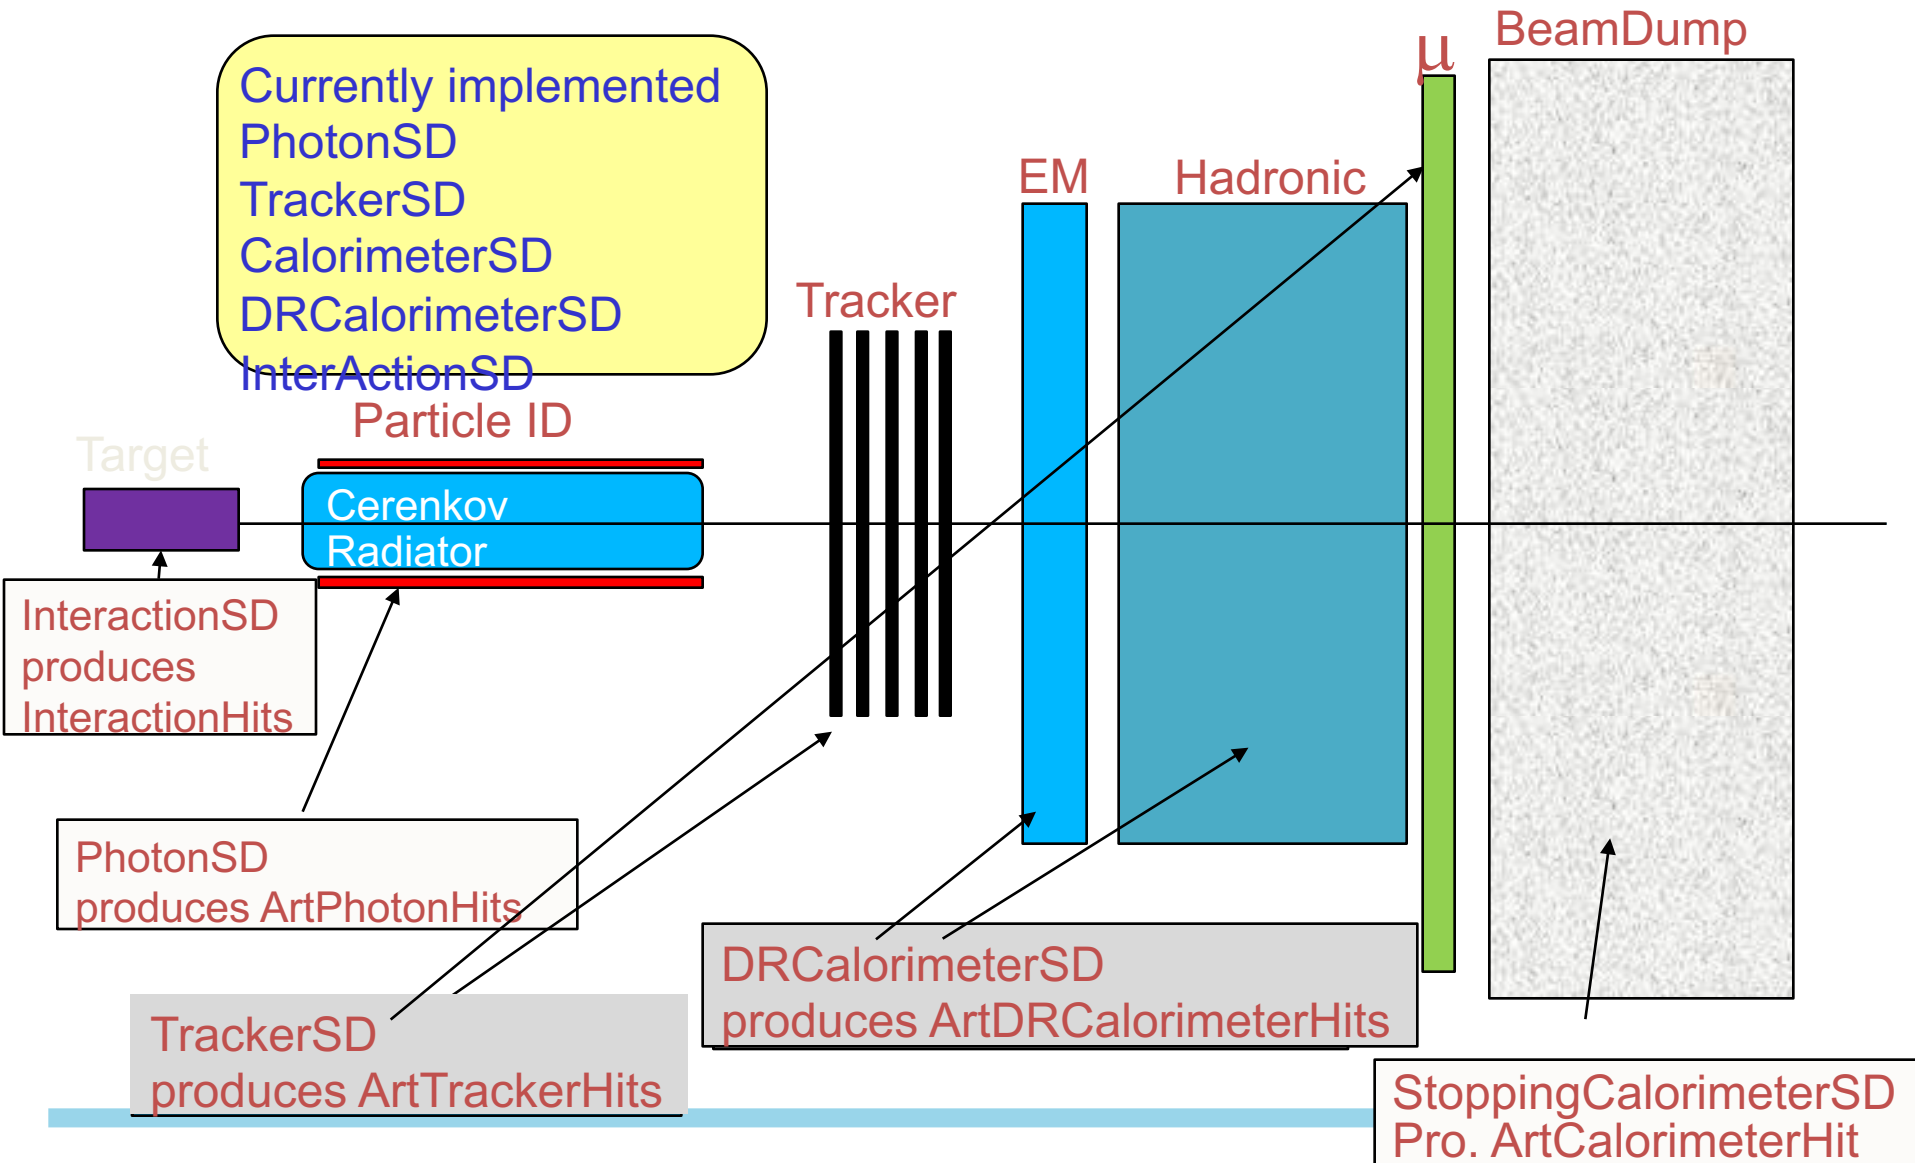 BeamDump
µ
Currently implemented
PhotonSD
TrackerSD
CalorimeterSD
DRCalorimeterSD
InterActionSD
EM
Hadronic
Tracker
Particle ID
Target
Cerenkov
Radiator
InteractionSD
produces
InteractionHits
PhotonSD
produces ArtPhotonHits
DRCalorimeterSD
produces ArtDRCalorimeterHits
TrackerSD
produces ArtTrackerHits
StoppingCalorimeterSD
Pro. ArtCalorimeterHit